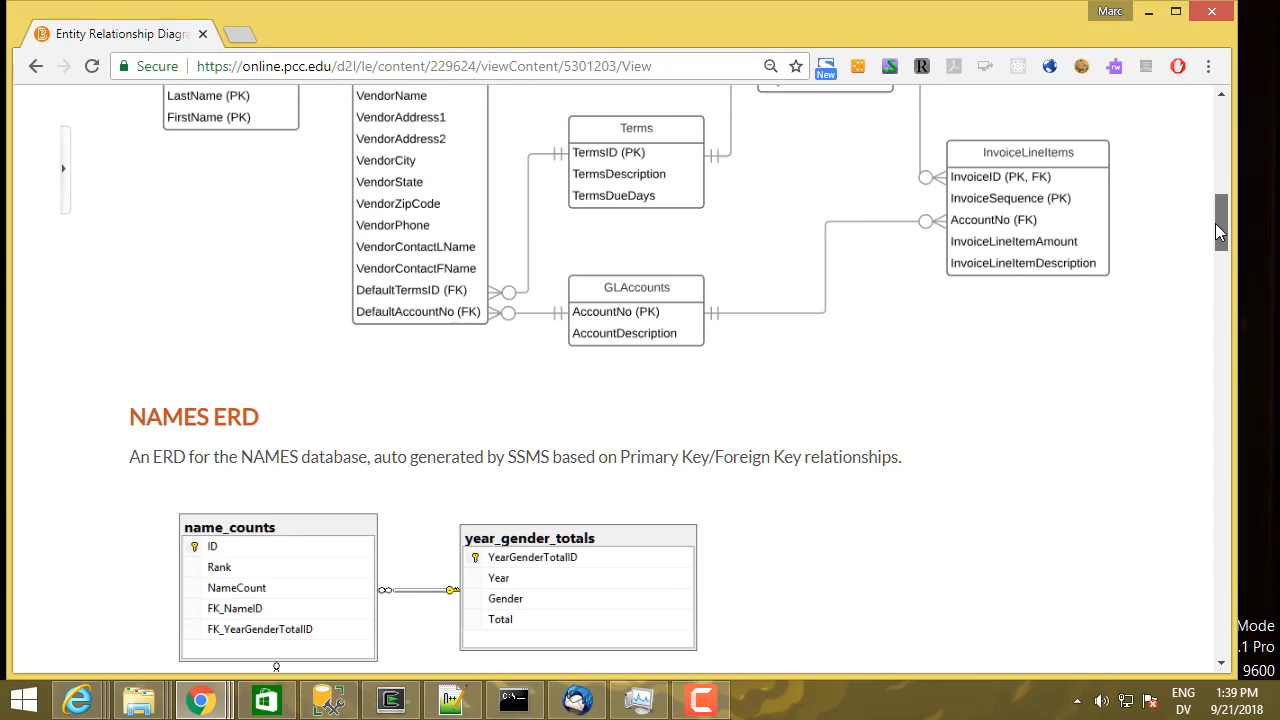 Marc
Entity Relationship Diagra
Secure
https://online.pcc.edu/d2l/le/content/229624/viewContent/5301203/View
New
LastName (PK)
FirstName (PK)
VendorName
VendorAddress1
VendorAddress2
VendorCity
VendorState
VendorZipCode
VendorPhone
VendorContactLName
VendorContactFName
DefaultTermsID (FK)
DefaultAccountNo (FK)
Terms
TermsID (PK)
TermsDescription
TermsDueDays
GLAccounts
AccountNo (PK)
AccountDescription
InvoiceLineItems
InvoiceID (PK, FK)
InvoiceSequence (PK)
AccountNo (FK)
InvoiceLineItemAmount
InvoiceLineItemDescription
NAMES ERD
An ERD for the NAMES database, auto generated by SSMS based on Primary Key/Foreign Key relationships.
name_counts
ID
Rank
NameCount
FK_NameID
FK_YearGenderTotalID
year_gender_totals
YearGenderTotalID
Year
Gender
Total
Mode
.1 Pro
9600
ENG
DV
1:39 PM
9/21/2018